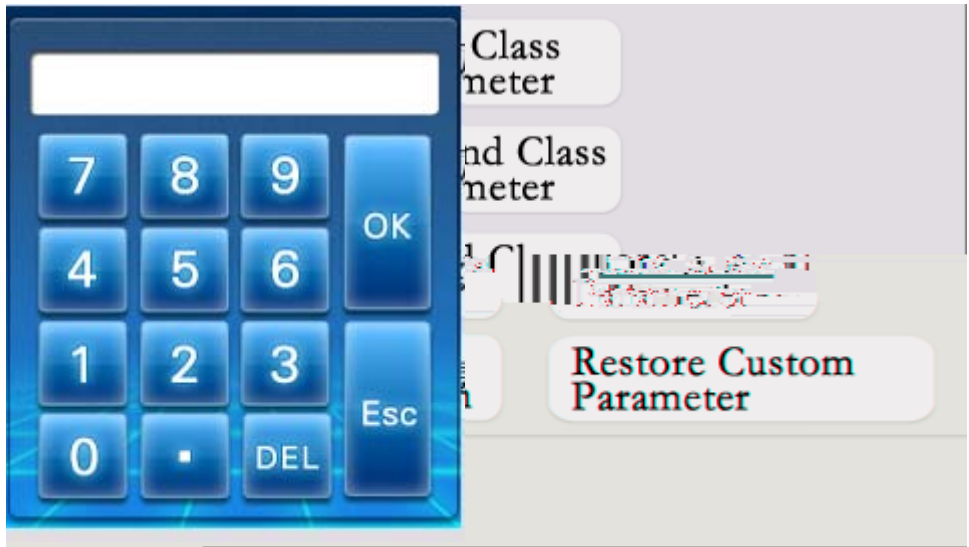 Class
meter
7 8 9
nd Class
meter
OK
4 5 6
1 2 3
Restore Custom
Parameter
Esc
0 . DEL